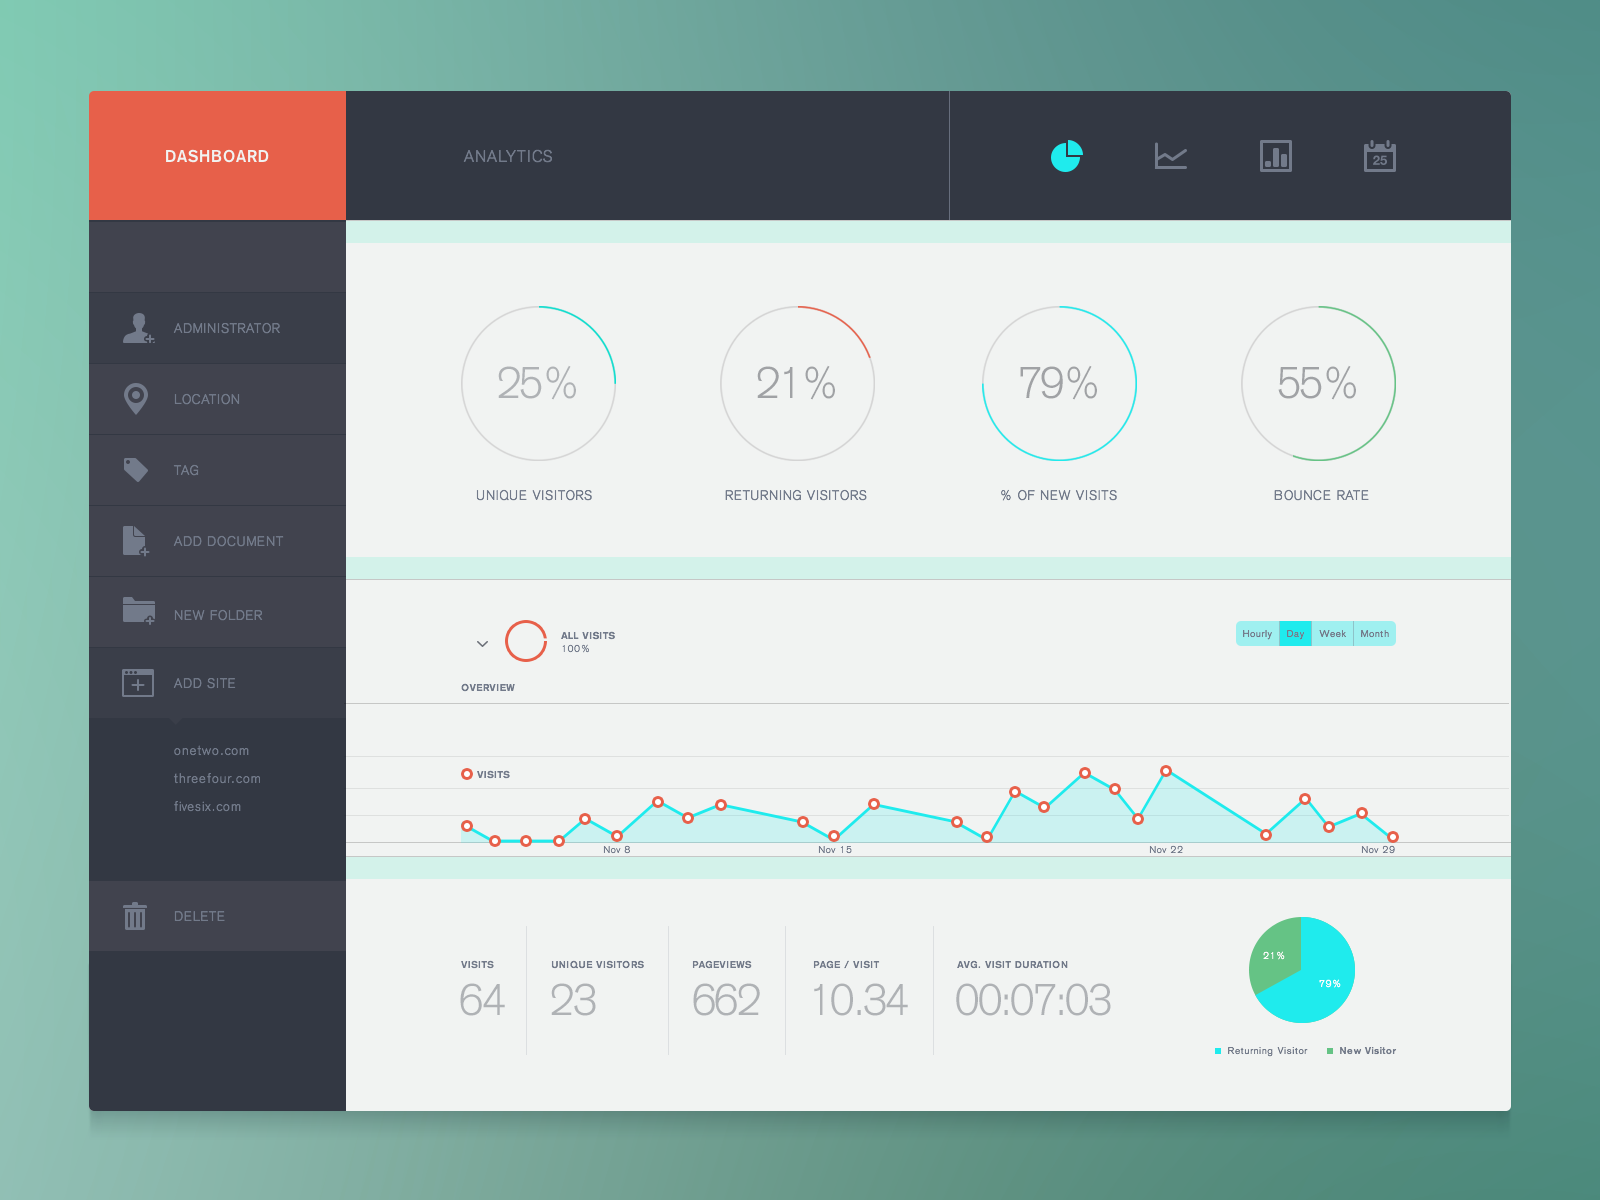 DASHBOARD
ANALYTICS
25
ADMINISTRATOR
LOCATION
TAG
ADD DOCUMENT
NEW FOLDER
ADD SITE
onetwo.com
threefour.com
fivesix.com
DELETE
25%
21%
79%
55%
UNIQUE VISITORS
RETURNING VISITORS
% OF NEW VISITS
BOUNCE RATE
ALL VISITS
100%
Hourly Day Week Month
OVERVIEW
VISITS
Nov 8
Nov 15
Nov 22
Nov 29
VISITS
64
UNIQUE VISITORS
23
PAGEVIEWS
662
PAGE / VISIT
10.34
AVG. VISIT DURATION
00:07:03
21%
79%
Returning Visitor
New Visitor